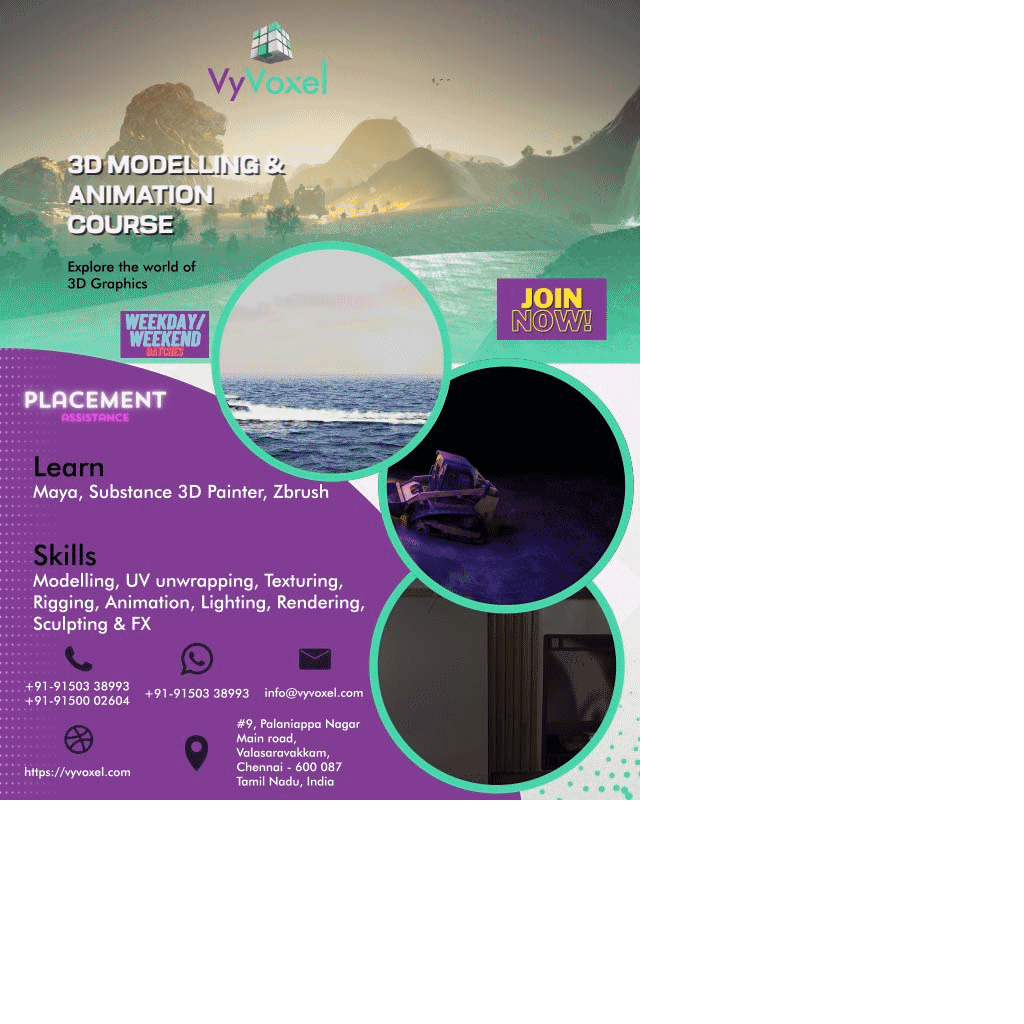 VyVoxel
3D MODELLING &
ANIMATION
COURSE
Explore the world of
3D Graphics
JOIN
NOW!
WEEKDAY/
WEEKEND
BATCHES
PLACEMENT
ASSISTANCE
Learn
Maya, Substance 3D Painter, Zbrush
Skills
Modelling, UV unwrapping, Texturing,
Rigging, Animation, Lighting, Rendering,
Sculpting & FX
+91-91503 38993
+91-91500 02604
+91-91503 38993
info@vyvoxel.com
https://vyvoxel.com
#9, Palaniappa Nagar
Main road,
Valasaravakkam,
Chennai - 600 087
Tamil Nadu, India